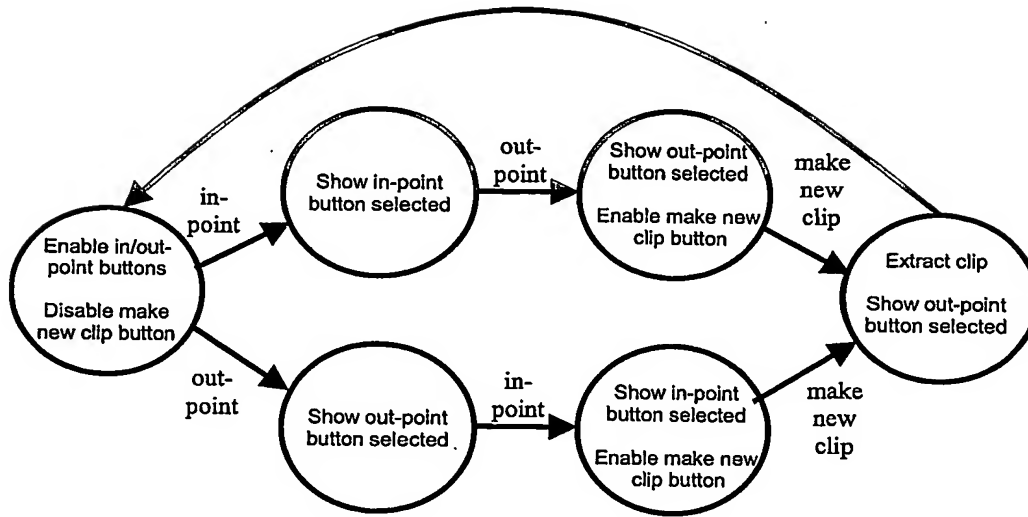 Enable in/out-
point buttons
Disable make
new clip button
in-
point
Show in-point
button selected
out-
point
Show out-point
button selected
Enable make new
clip button
make
new
clip
out-
point
Show out-point
button selected
in-
point
Show in-point
button selected
Enable make new
clip button
make
new
clip
Extract clip
Show out-point
button selected